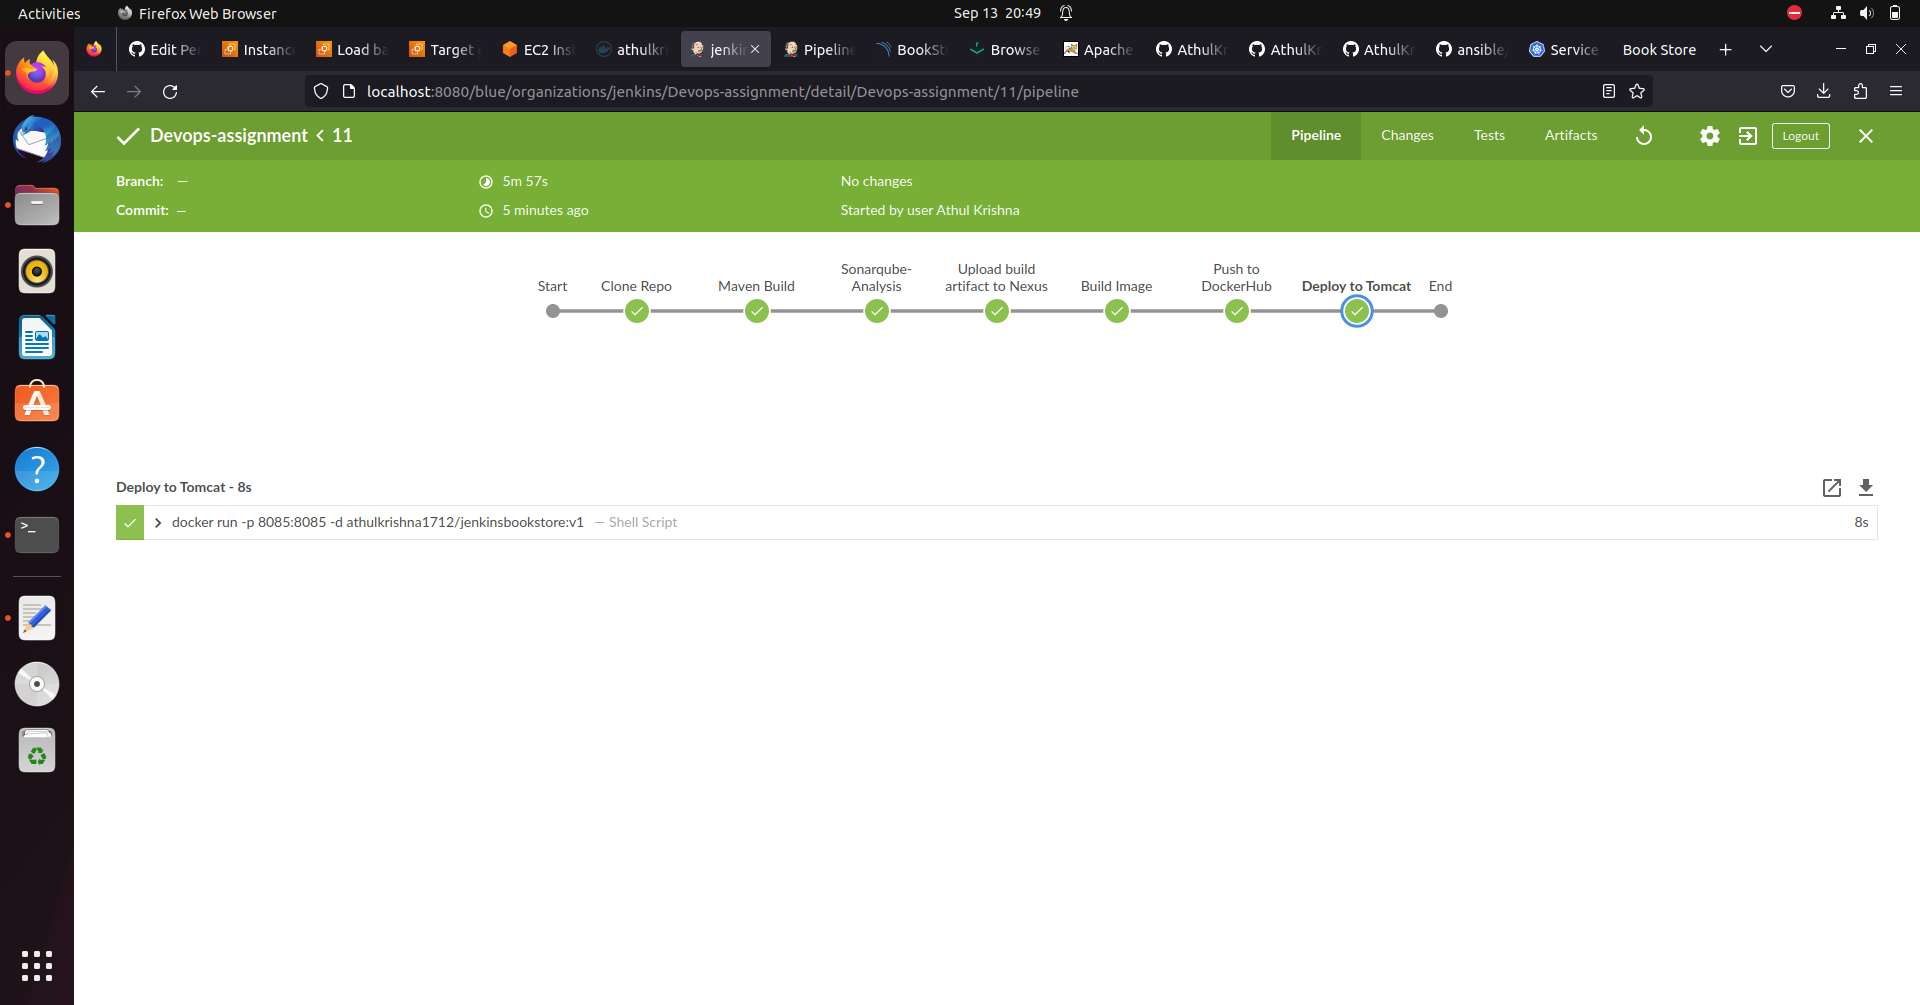 Activities
Firefox Web Browser
Sep 13 20:49
Edit Pe
Instanc
Load ba
Target
EC2 Ins
athulkri
jenki
Pipeline
BookSt
Browse
Apache
AthulK
AthulKr
AthulK
ansible
Service
Book Store
localhost:8080/blue/organizations/jenkins/Devops-assignment/detail/Devops-assignment/11/pipeline
Devops-assignment < 11
Pipeline
Changes
Tests
Artifacts
Logout
Branch: —
5m 57s
No changes
Commit: —
5 minutes ago
Started by user Athul Krishna
Start
Clone Repo
Maven Build
Sonarqube-
Analysis
Upload build
artifact to Nexus
Build Image
Push to
DockerHub
Deploy to Tomcat
End
Deploy to Tomcat - 8s
docker run -p 8085:8085 -d athulkrishna1712/jenkinsbookstore:v1 — Shell Script
8s